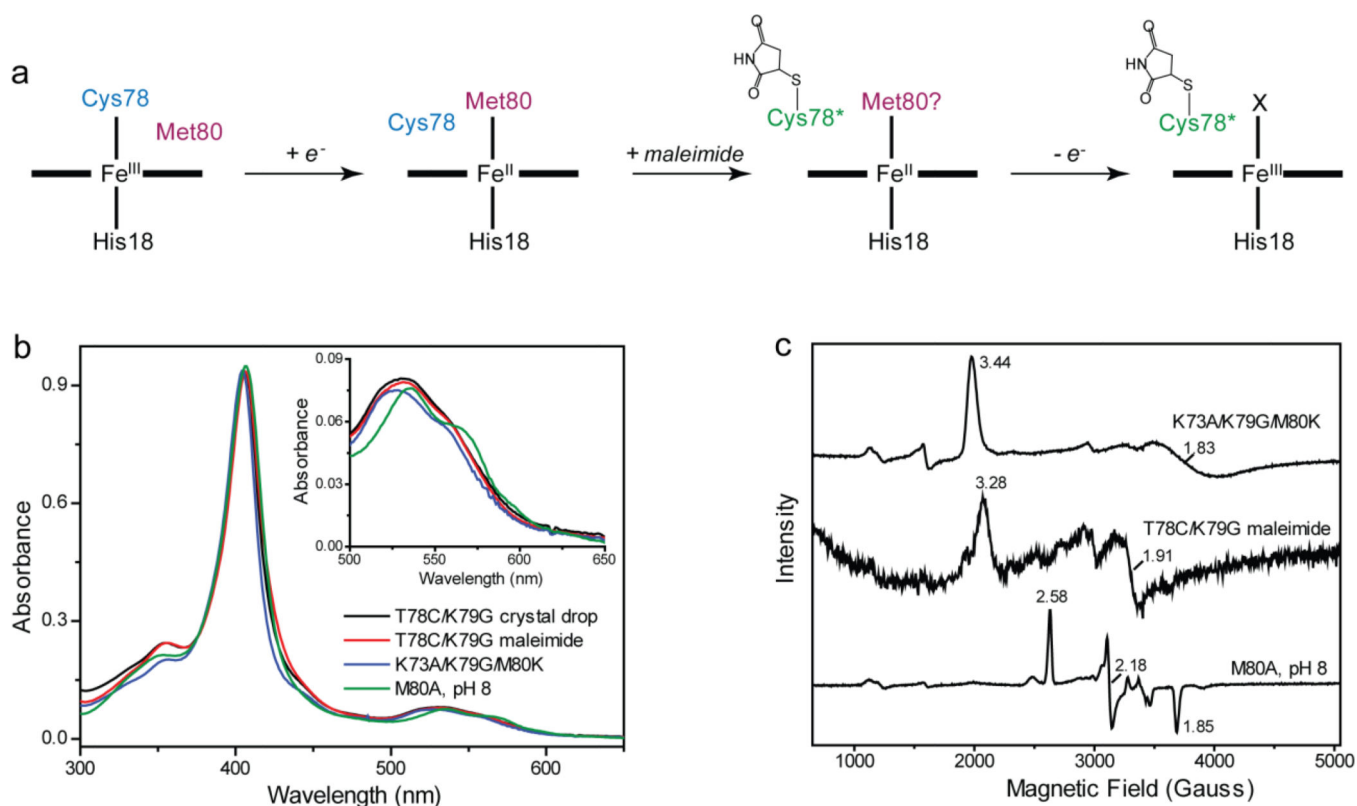 a
Cys78
Met80
Fe^III
His18
+ e^-
Met80
Cys78
Fe^II
His18
+ maleimide
O
HN
S
O
Cys78*
Met80?
Fe^II
His18
- e^-
O
HN
S
O
Cys78*
X
Fe^III
His18
b
Absorbance
0.9
0.6
0.3
0.0
300 400 500 600
Wavelength (nm)
Absorbance
0.09
0.06
0.03
0.00
500 550 600 650
Wavelength (nm)
T78C/K79G crystal drop
T78C/K79G maleimide
K73A/K79G/M80K
M80A, pH 8
c
Intensity
3.44
K73A/K79G/M80K
1.83
3.28
T78C/K79G maleimide
1.91
2.58
2.18
M80A, pH 8
1.85
1000 2000 3000 4000 5000
Magnetic Field (Gauss)